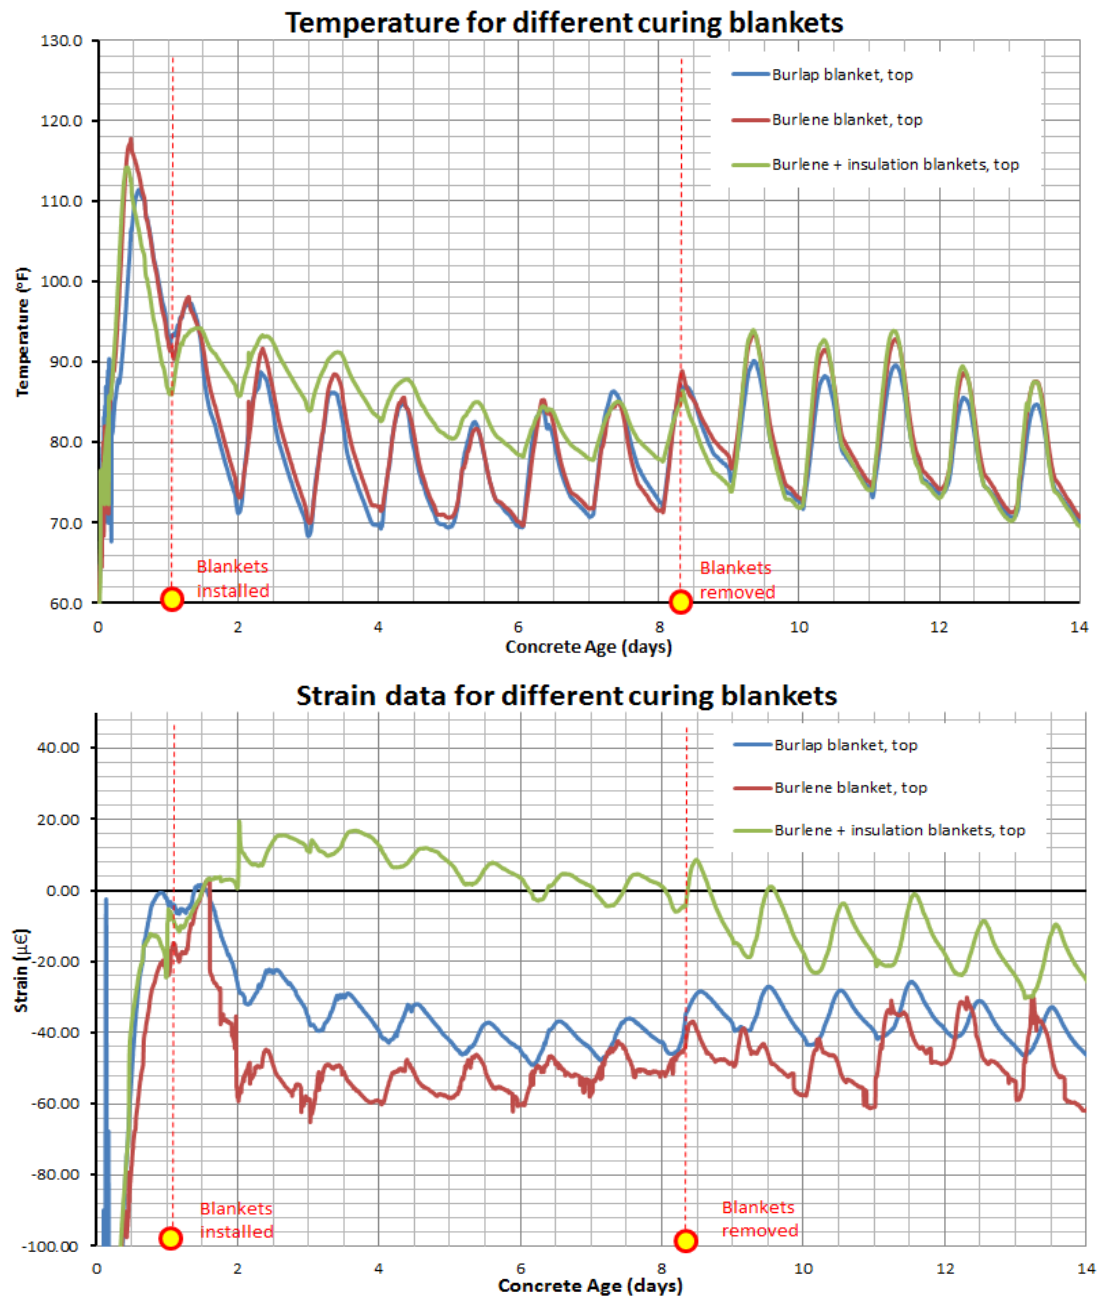 Temperature for different curing blankets
130.0
120.0
110.0
100.0
90.0
80.0
70.0
60.0
Temperature (°F)
Burlap blanket, top
Burlene blanket, top
Burlene + insulation blankets, top
Blankets
installed
Blankets
removed
0 2 4 6 8 10 12 14
Concrete Age (days)
Strain data for different curing blankets
40.00
20.00
0.00
-20.00
-40.00
-60.00
-80.00
-100.00
Strain (μЄ)
Burlap blanket, top
Burlene blanket, top
Burlene + insulation blankets, top
Blankets
installed
Blankets
removed
0 2 4 6 8 10 12 14
Concrete Age (days)